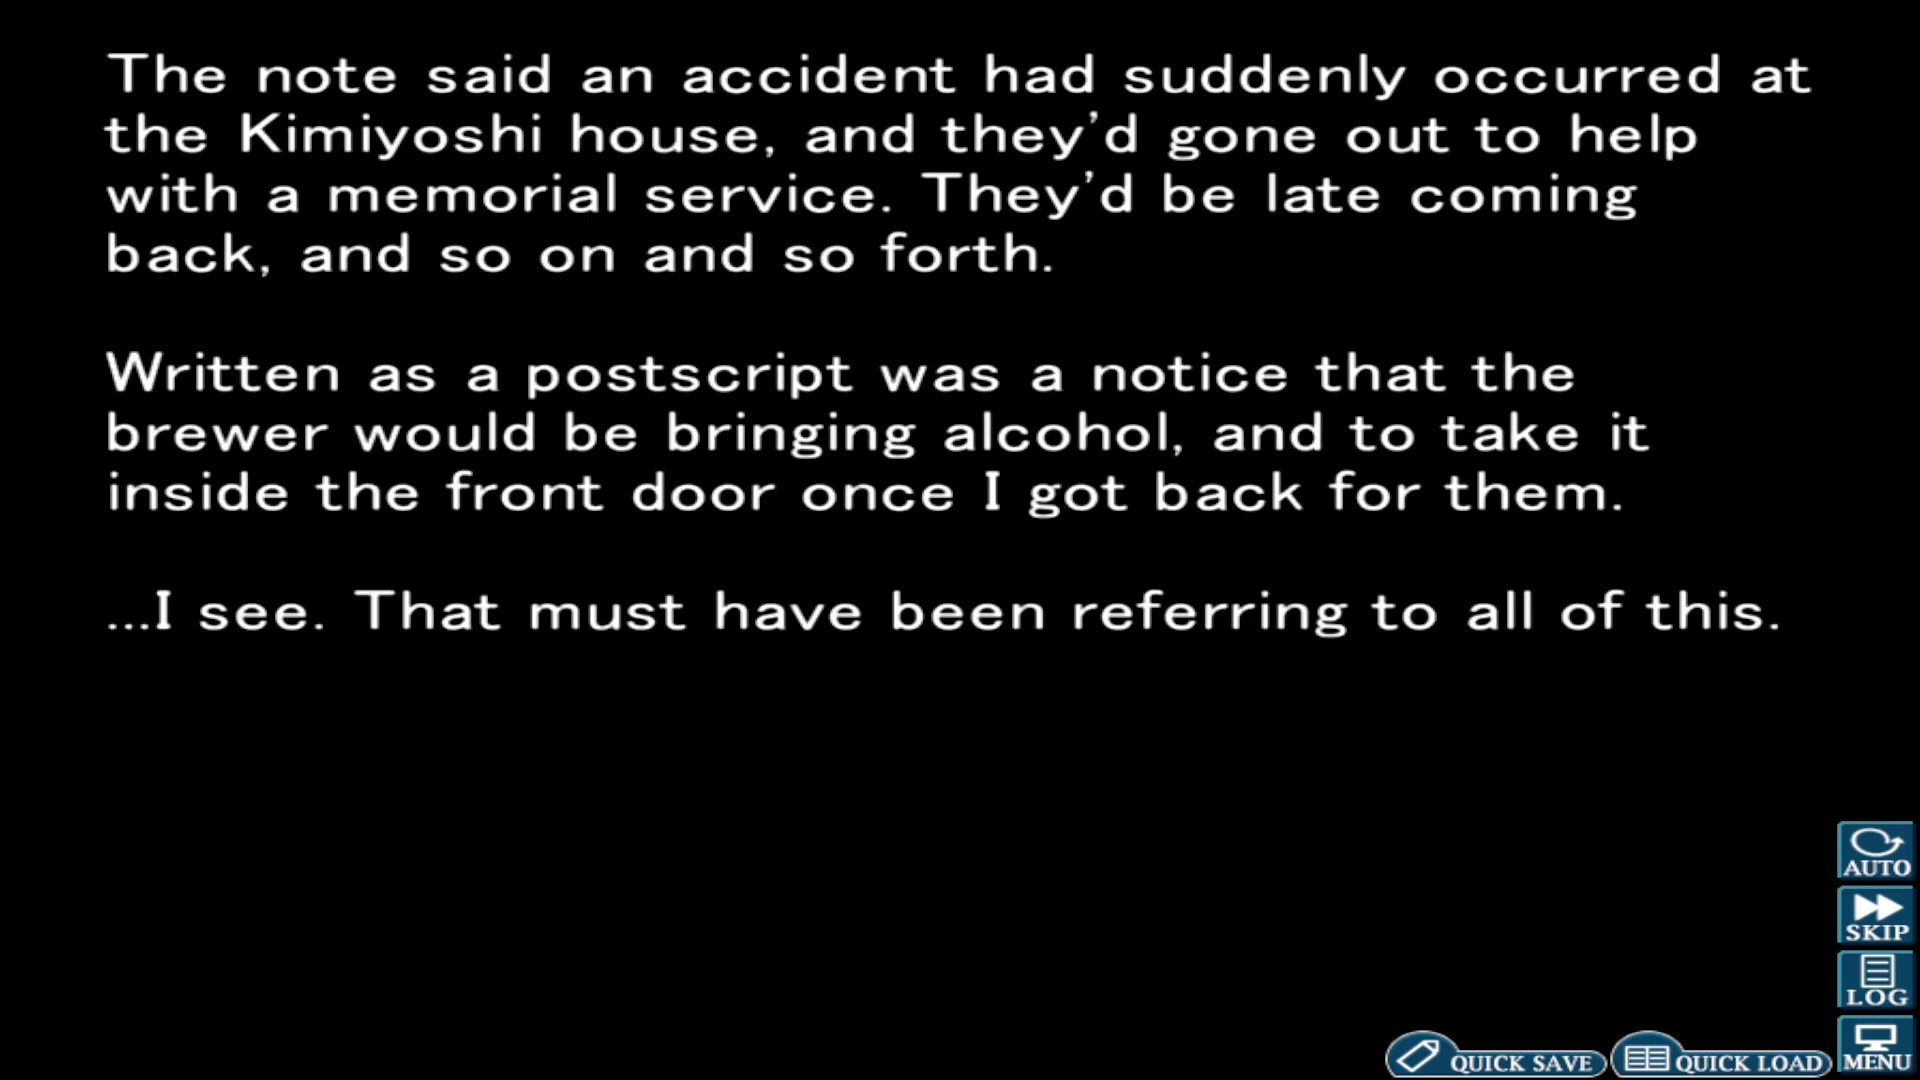 The note said an accident had suddenly occurred at
the Kimiyoshi house, and they'd gone out to help
with a memorial service. They'd be late coming
back, and so on and so forth.
Written as a postscript was a notice that the
brewer would be bringing alcohol, and to take it
inside the front door once I got back for them.
...I see. That must have been referring to all of this.
AUTO
SKIP
LOG
MENU
QUICK SAVE
QUICK LOAD